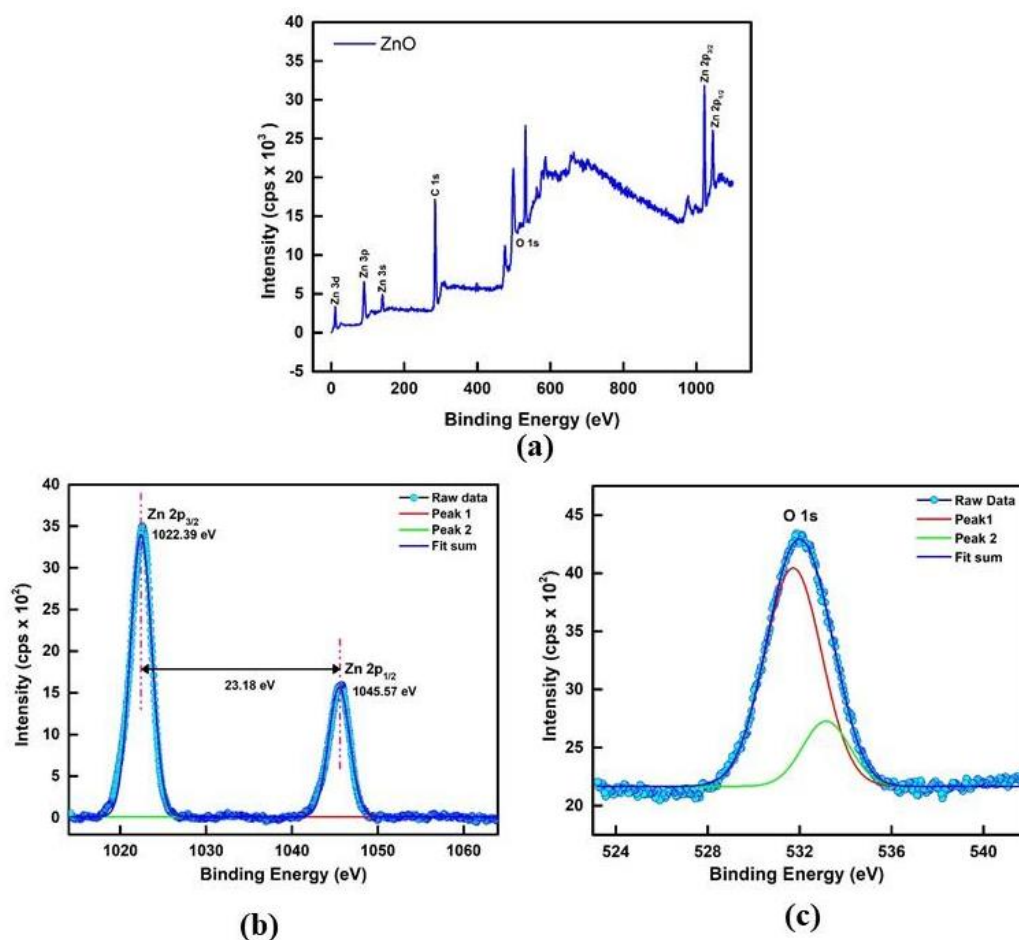 ZnO
Zn 3d
Zn 3p
Zn 3s
C 1s
O 1s
Zn 2p3/2
Zn 2p1/2
40
35
30
25
20
15
10
5
0
-5
Intensity (cps x 10³)
0 200 400 600 800 1000
Binding Energy (eV)
(a)
40
35
30
25
20
15
10
5
0
Intensity (cps x 10²)
Zn 2p3/2
1022.39 eV
Raw data
Peak 1
Peak 2
Fit sum
23.18 eV
Zn 2p1/2
1045.57 eV
1020 1030 1040 1050 1060
Binding Energy (eV)
(b)
45
40
35
30
25
20
Intensity (cps x 10²)
O 1s
Raw Data
Peak1
Peak 2
Fit sum
524 528 532 536 540
Binding Energy (eV)
(c)